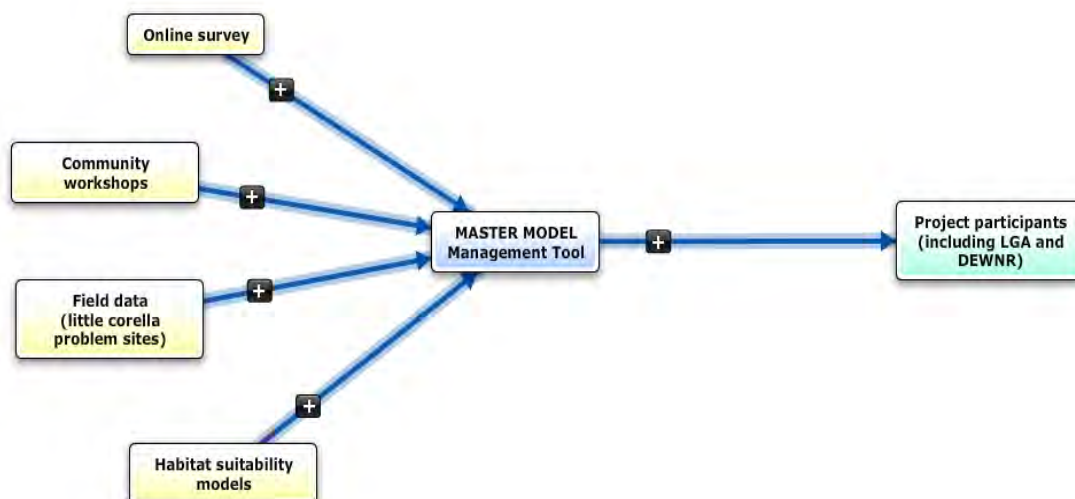 Online survey
+
Community
workshops
+
Field data
(little corella
problem sites)
+
Habitat suitability
models
+
MASTER MODEL
Management Tool
+
Project participants
(including LGA and
DEWNR)